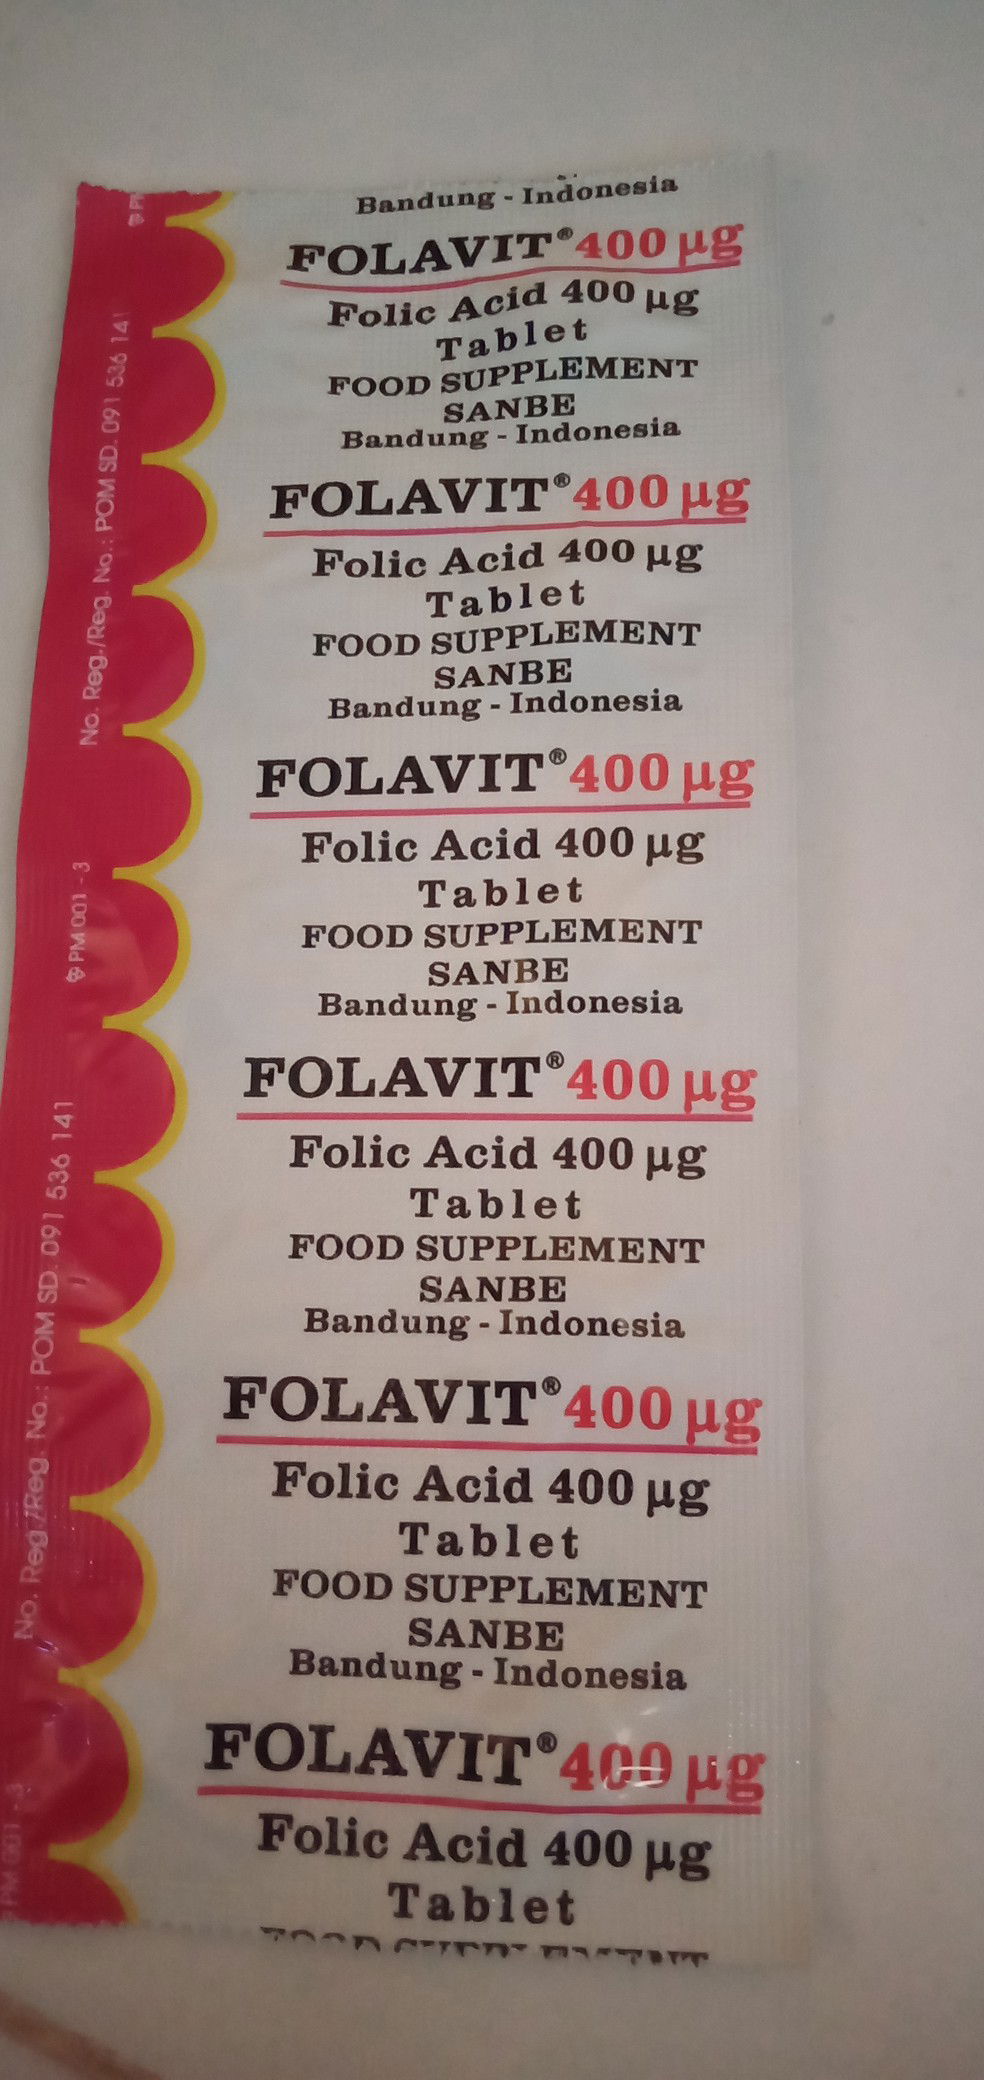 Bandung - Indonesia
FOLAVIT® 400 µg
Folic Acid 400 µg
Tablet
FOOD SUPPLEMENT
SANBE
Bandung - Indonesia
FOLAVIT® 400 µg
Folic Acid 400 µg
Tablet
FOOD SUPPLEMENT
SANBE
Bandung - Indonesia
FOLAVIT® 400 µg
Folic Acid 400 µg
Tablet
FOOD SUPPLEMENT
SANBE
Bandung - Indonesia
FOLAVIT® 400 µg
Folic Acid 400 µg
Tablet
FOOD SUPPLEMENT
SANBE
Bandung - Indonesia
FOLAVIT® 400 µg
Folic Acid 400 µg
Tablet
FOOD SUPPLEMENT
SANBE
Bandung - Indonesia
FOLAVIT® 400 µg
Folic Acid 400 µg
Tablet
No. Reg./Reg. No.: POM SD. 091 536 141
PM 001 - 3
No. Reg./Reg. No.: POM SD. 091 536 141
PM 001 - 3